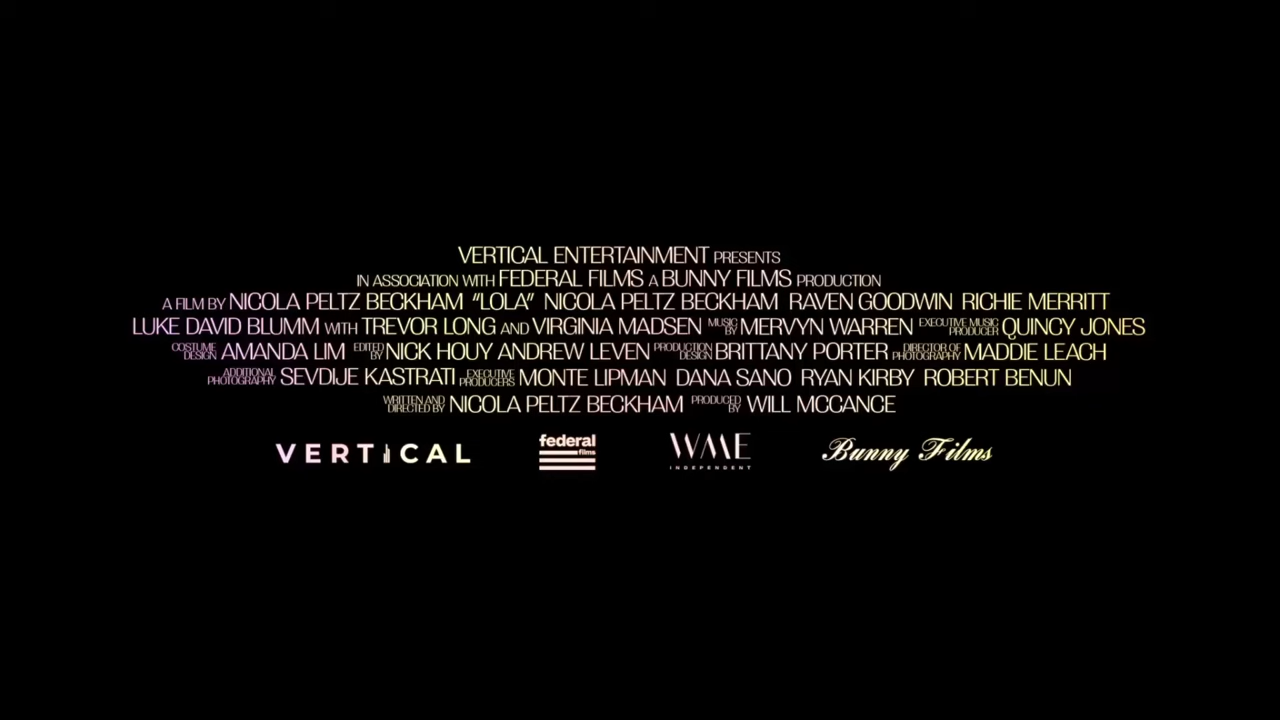 VERTICAL ENTERTAINMENT PRESENTS
IN ASSOCIATION WITH FEDERAL FILMS A BUNNY FILMS PRODUCTION
A FILM BY NICOLA PELTZ BECKHAM "LOLA" NICOLA PELTZ BECKHAM RAVEN GOODWIN RICHIE MERRITT
LUKE DAVID BLUMM WITH TREVOR LONG AND VIRGINIA MADSEN MUSIC BY MERVYN WARREN EXECUTIVE MUSIC PRODUCER QUINCY JONES
COSTUME DESIGN AMANDA LIM EDITED BY NICK HOUY ANDREW LEVEN PRODUCTION DESIGN BRITTANY PORTER DIRECTOR OF PHOTOGRAPHY MADDIE LEACH
ADDITIONAL PHOTOGRAPHY SEVDIJE KASTRATI EXECUTIVE PRODUCERS MONTE LIPMAN DANA SANO RYAN KIRBY ROBERT BENUN
WRITTEN AND DIRECTED BY NICOLA PELTZ BECKHAM PRODUCED BY WILL MCCANCE
VERTICAL
federal films
WME INDEPENDENT
Bunny Films